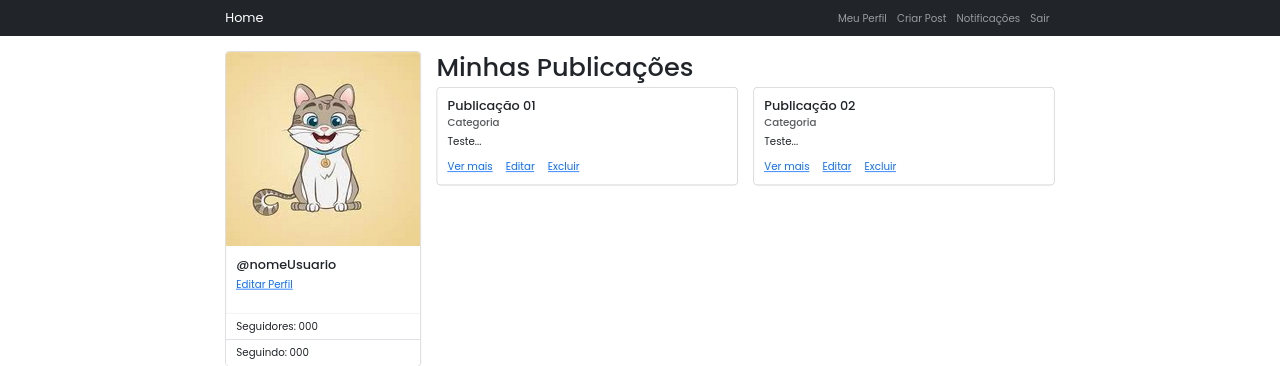 Home
Meu Perfil Criar Post Notificações Sair
@nomeUsuario
Editar Perfil
Seguidores: 000
Seguindo: 000
Minhas Publicações
Publicação 01
Categoria
Teste...
Ver mais Editar Excluir
Publicação 02
Categoria
Teste...
Ver mais Editar Excluir